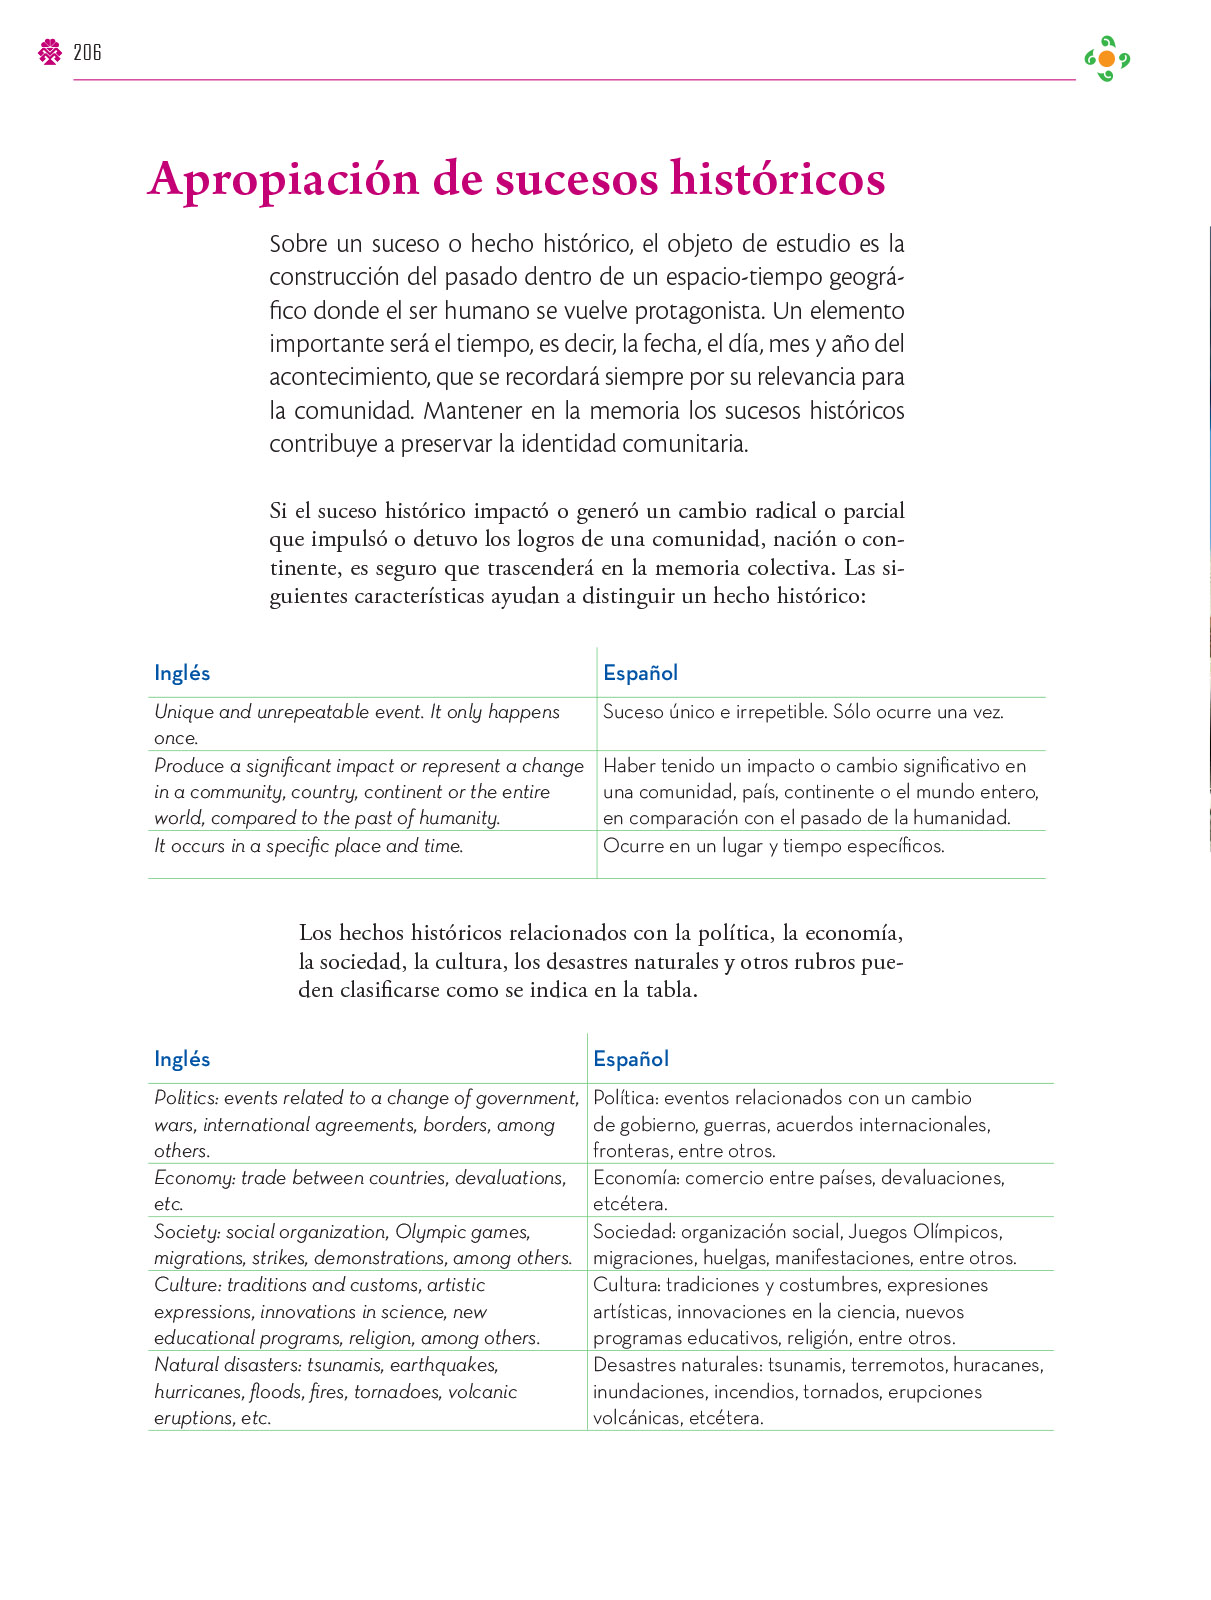 206
Apropiación de sucesos históricos
Sobre un suceso o hecho histórico, el objeto de estudio es la
construcción del pasado dentro de un espacio-tiempo geográ-
fico donde el ser humano se vuelve protagonista. Un elemento
importante será el tiempo, es decir, la fecha, el día, mes y año del
acontecimiento, que se recordará siempre por su relevancia para
la comunidad. Mantener en la memoria los sucesos históricos
contribuye a preservar la identidad comunitaria.
Si el suceso histórico impactó o generó un cambio radical o parcial
que impulsó o detuvo los logros de una comunidad, nación o con-
tinente, es seguro que trascenderá en la memoria colectiva. Las si-
guientes características ayudan a distinguir un hecho histórico:
Inglés
Español
Unique and unrepeatable event. It only happens
once.
Suceso único e irrepetible. Sólo ocurre una vez.
Produce a significant impact or represent a change
in a community, country, continent or the entire
world, compared to the past of humanity.
Haber tenido un impacto o cambio significativo en
una comunidad, país, continente o el mundo entero,
en comparación con el pasado de la humanidad.
It occurs in a specific place and time.
Ocurre en un lugar y tiempo específicos.
Los hechos históricos relacionados con la política, la economía,
la sociedad, la cultura, los desastres naturales y otros rubros pue-
den clasificarse como se indica en la tabla.
Inglés
Español
Politics: events related to a change of government,
wars, international agreements, borders, among
others.
Política: eventos relacionados con un cambio
de gobierno, guerras, acuerdos internacionales,
fronteras, entre otros.
Economy: trade between countries, devaluations,
etc.
Economía: comercio entre países, devaluaciones,
etcétera.
Society: social organization, Olympic games,
migrations, strikes, demonstrations, among others.
Sociedad: organización social, Juegos Olímpicos,
migraciones, huelgas, manifestaciones, entre otros.
Culture: traditions and customs, artistic
expressions, innovations in science, new
educational programs, religion, among others.
Cultura: tradiciones y costumbres, expresiones
artísticas, innovaciones en la ciencia, nuevos
programas educativos, religión, entre otros.
Natural disasters: tsunamis, earthquakes,
hurricanes, floods, fires, tornadoes, volcanic
eruptions, etc.
Desastres naturales: tsunamis, terremotos, huracanes,
inundaciones, incendios, tornados, erupciones
volcánicas, etcétera.